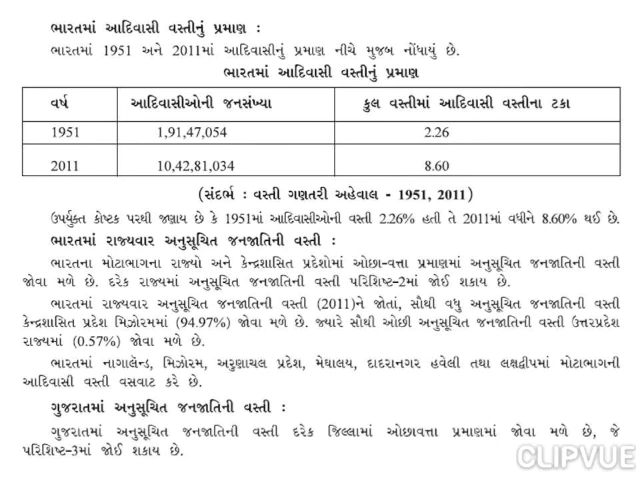 ભારતમાં આદિવાસી વસ્તીનું પ્રમાણ :
ભારતમાં 1951 અને 2011માં આદિવાસીનું પ્રમાણ નીચે મુજબ નોંધાયું છે.
ભારતમાં આદિવાસી વસ્તીનું પ્રમાણ
વર્ષ આદિવાસીઓની જનસંખ્યા કુલ વસ્તીમાં આદિવાસી વસ્તીના ટકા
1951 1,91,47,054 2.26
2011 10,42,81,034 8.60
(સંદર્ભ : વસ્તી ગણતરી અહેવાલ - 1951, 2011)
ઉપર્યુક્ત કોષ્ટક પરથી જણાય છે કે 1951માં આદિવાસીઓની વસ્તી 2.26% હતી તે 2011માં વધીને 8.60% થઈ છે.
ભારતમાં રાજ્યવાર અનુસૂચિત જનજાતિની વસ્તી :
ભારતના મોટાભાગના રાજ્યો અને કેન્દ્રશાસિત પ્રદેશોમાં ઓછા-વત્તા પ્રમાણમાં અનુસૂચિત જનજાતિની વસ્તી
જોવા મળે છે. દરેક રાજ્યમાં અનુસૂચિત જનજાતિની વસ્તી પરિશિષ્ટ-2માં જોઈ શકાય છે.
ભારતમાં રાજ્યવાર અનુસૂચિત જનજાતિની વસ્તી (2011)ને જોતાં, સૌથી વધુ અનુસૂચિત જનજાતિની વસ્તી
કેન્દ્રશાસિત પ્રદેશ મિઝોરમમાં (94.97%) જોવા મળે છે. જ્યારે સૌથી ઓછી અનુસૂચિત જનજાતિની વસ્તી ઉત્તરપ્રદેશ
રાજ્યમાં (0.57%) જોવા મળે છે.
ભારતમાં નાગાલૅન્ડ, મિઝોરમ, અરુણાચલ પ્રદેશ, મેઘાલય, દાદરાનગર હવેલી તથા લક્ષદ્વીપમાં મોટાભાગની
આદિવાસી વસ્તી વસવાટ કરે છે.
ગુજરાતમાં અનુસૂચિત જનજાતિની વસ્તી :
ગુજરાતમાં અનુસૂચિત જનજાતિની વસ્તી દરેક જિલ્લામાં ઓછાવત્તા પ્રમાણમાં જોવા મળે છે, જે
પરિશિષ્ટ-3માં જોઈ શકાય છે.
CLIPVUE